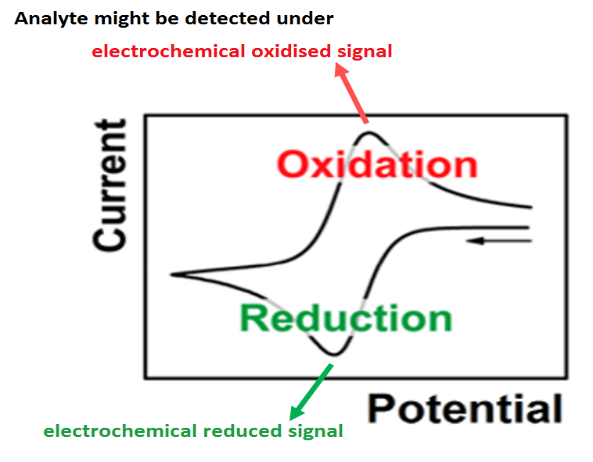 Analyte might be detected under
electrochemical oxidised signal
Current
Oxidation
Reduction
Potential
electrochemical reduced signal